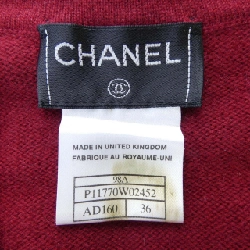 CHANEL
MADE IN UNITED KINGDOM
FABRIQUE AU ROYAUME-UNI
98A
P11770W02452
AD160 36